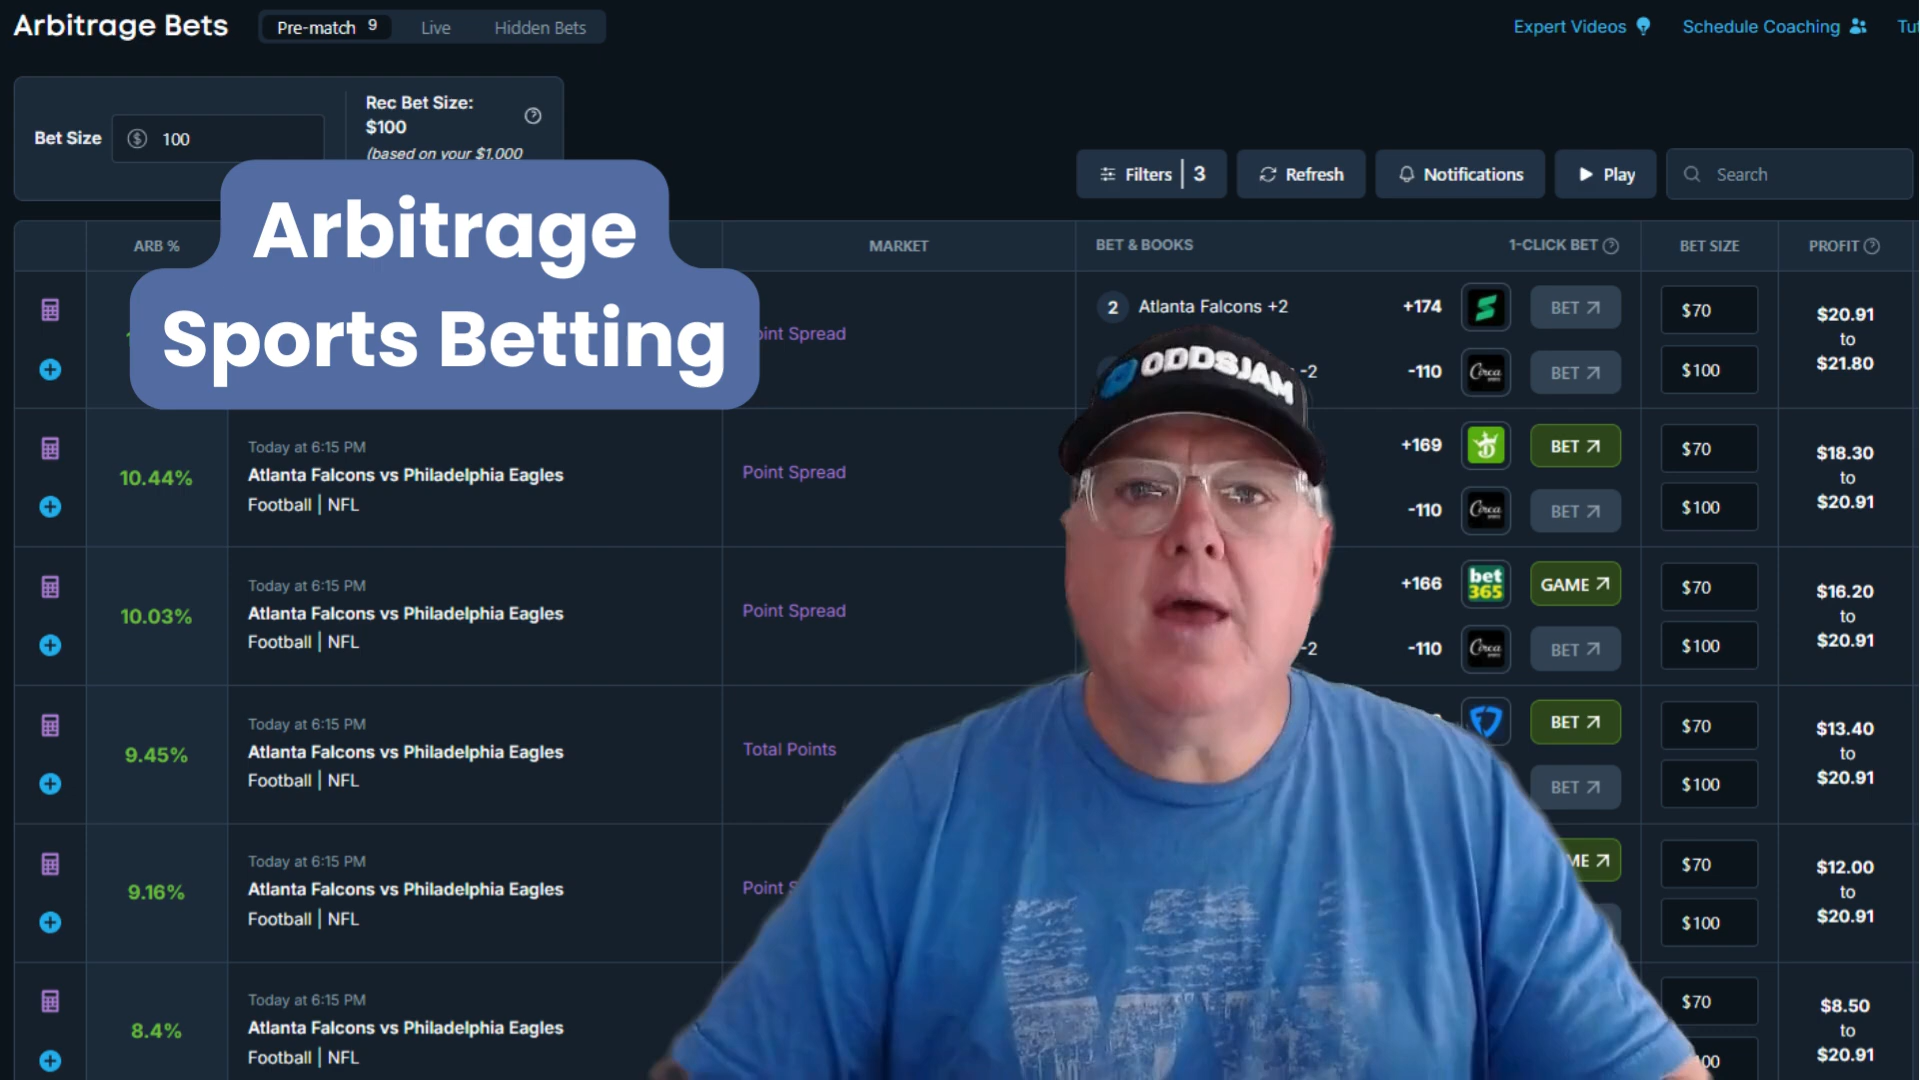 Arbitrage Bets
Pre-match 9
Live
Hidden Bets
Expert Videos
Schedule Coaching
Bet Size
$ 100
Rec Bet Size:
$100
(based on your $1,000
Filters | 3
Refresh
Notifications
Play
Search
Arbitrage
Sports Betting
ARB %
MARKET
BET & BOOKS
1-CLICK BET
BET SIZE
PROFIT
2 Atlanta Falcons +2 +174 BET $70
-2 -110 Circa BET $100
$20.91
to
$21.80
ODDSJAM
10.44%
Today at 6:15 PM
Atlanta Falcons vs Philadelphia Eagles
Football | NFL
Point Spread
+169 BET $70
-110 Circa BET $100
$18.30
to
$20.91
10.03%
Today at 6:15 PM
Atlanta Falcons vs Philadelphia Eagles
Football | NFL
Point Spread
+166 bet365 GAME $70
-2 -110 Circa BET $100
$16.20
to
$20.91
9.45%
Today at 6:15 PM
Atlanta Falcons vs Philadelphia Eagles
Football | NFL
Total Points
BET $70
BET $100
$13.40
to
$20.91
9.16%
Today at 6:15 PM
Atlanta Falcons vs Philadelphia Eagles
Football | NFL
Point
$70
$100
$12.00
to
$20.91
8.4%
Today at 6:15 PM
Atlanta Falcons vs Philadelphia Eagles
Football | NFL
$70
$8.50
to
$20.91